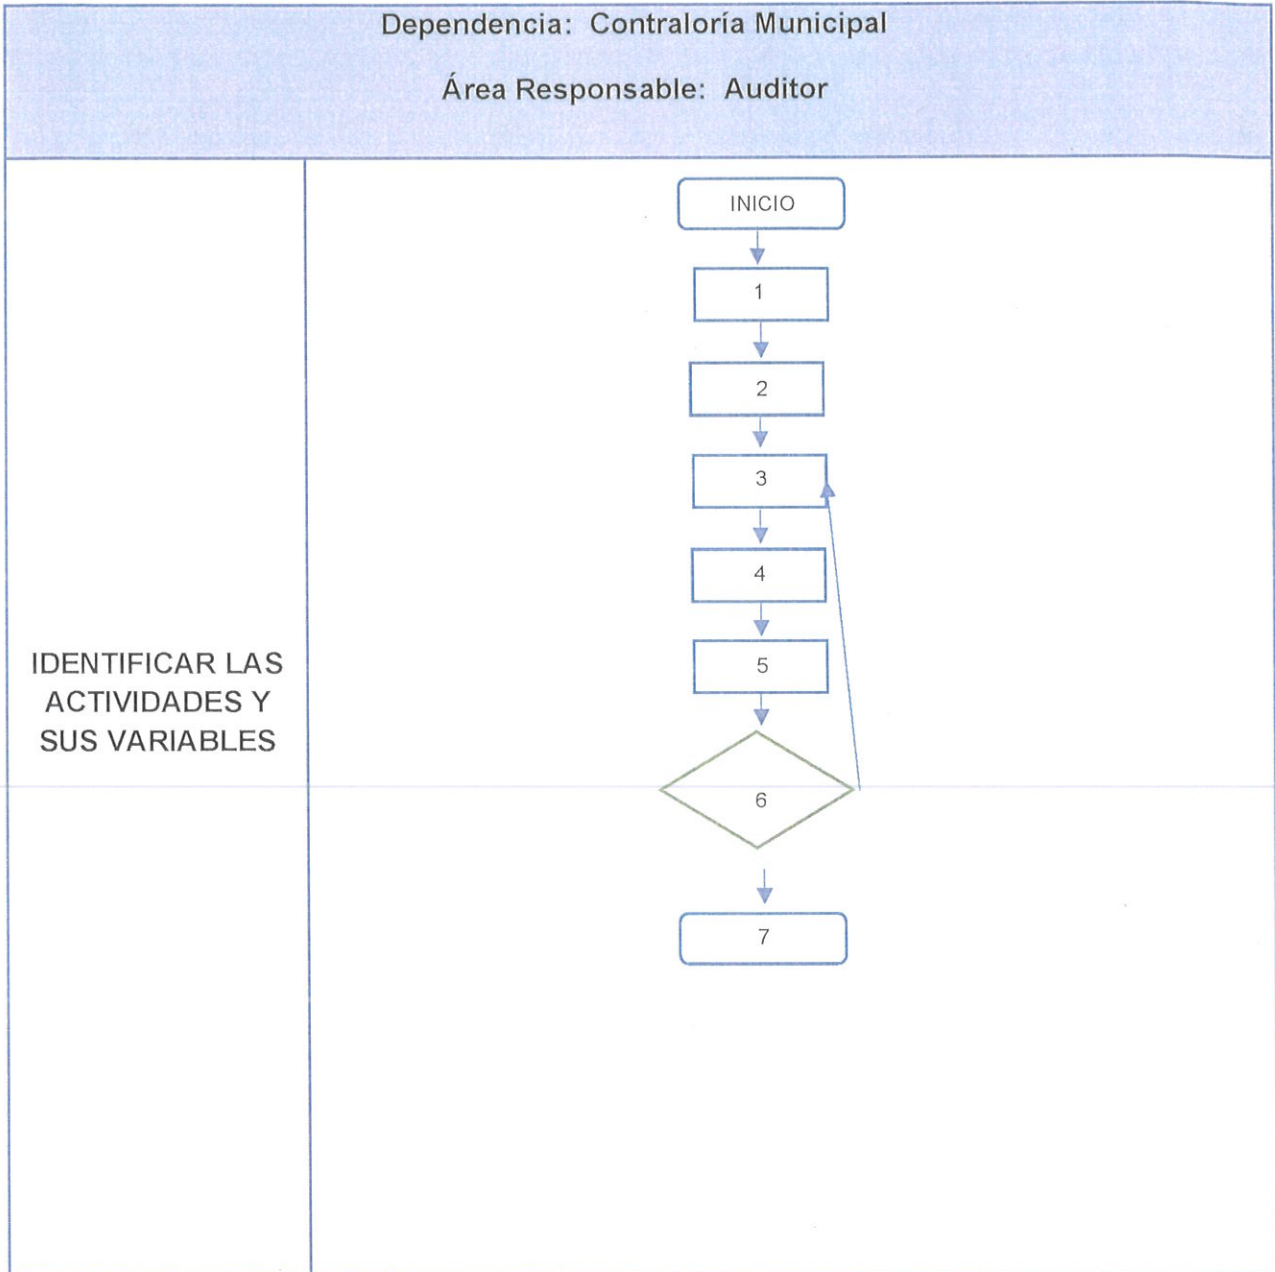 Dependencia: Contraloría Municipal
Área Responsable: Auditor
IDENTIFICAR LAS
ACTIVIDADES Y
SUS VARIABLES
INICIO
1
2
3
4
5
6
7